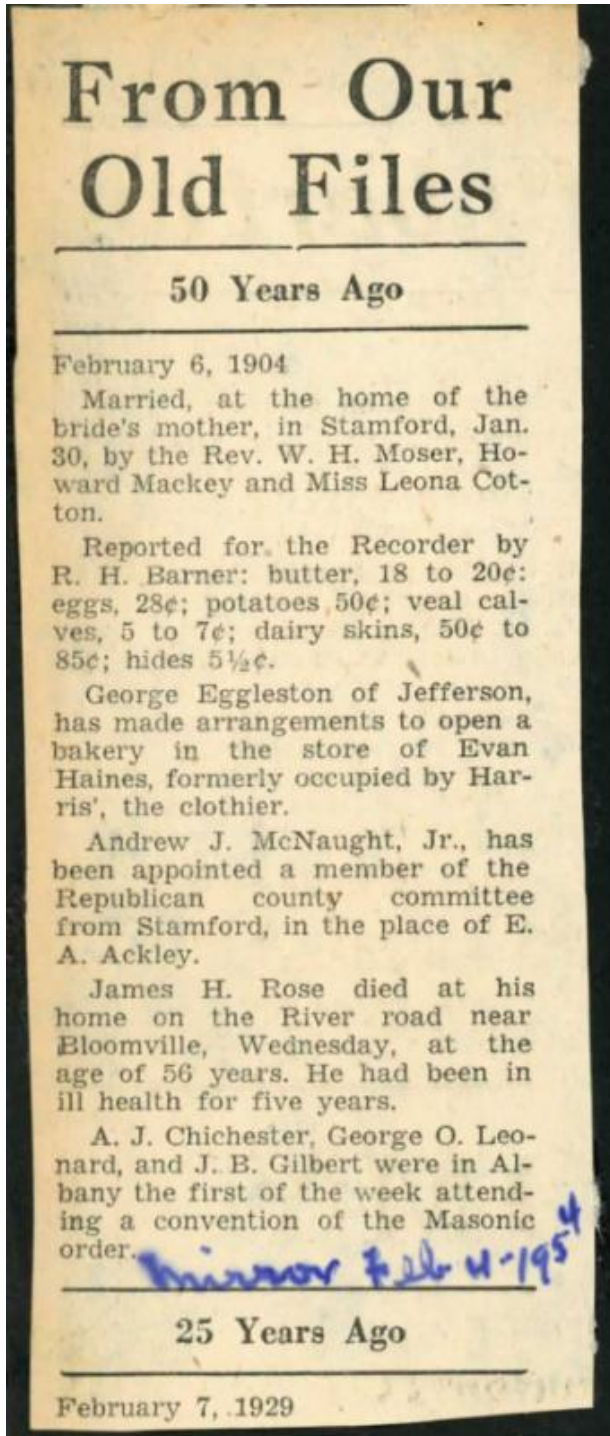 From Our
Old Files
50 Years Ago
February 6, 1904
Married, at the home of the
bride's mother, in Stamford, Jan.
30, by the Rev. W. H. Moser, Ho-
ward Mackey and Miss Leona Cot-
ton.
Reported for the Recorder by
R. H. Barner: butter, 18 to 20¢:
eggs, 28¢; potatoes 50¢; veal cal-
ves, 5 to 7¢; dairy skins, 50¢ to
85¢; hides 5½¢.
George Eggleston of Jefferson,
has made arrangements to open a
bakery in the store of Evan
Haines, formerly occupied by Har-
ris', the clothier.
Andrew J. McNaught, Jr., has
been appointed a member of the
Republican county committee
from Stamford, in the place of E.
A. Ackley.
James H. Rose died at his
home on the River road near
Bloomville, Wednesday, at the
age of 56 years. He had been in
ill health for five years.
A. J. Chichester, George O. Leo-
nard, and J. B. Gilbert were in Al-
bany the first of the week attend-
ing a convention of the Masonic
order.
Mirror Feb 4-1954
25 Years Ago
February 7, 1929